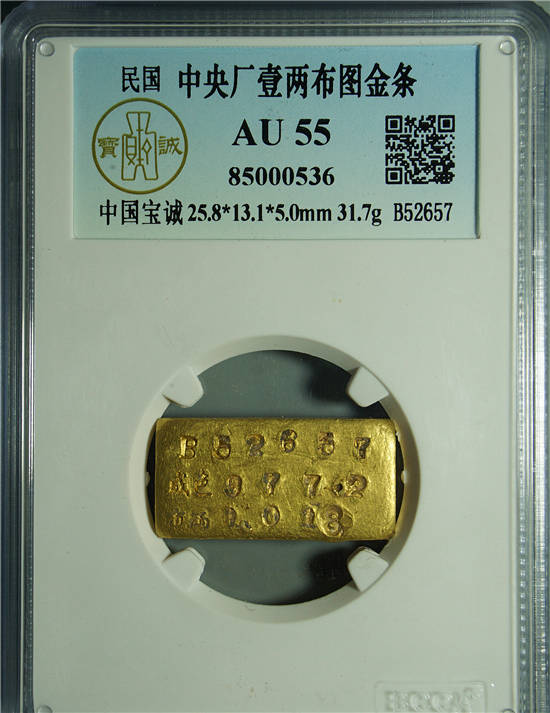 民国 中央厂壹两布图金条
寶 誠
AU 55
85000536
中国宝诚 25.8*13.1*5.0mm 31.7g B52657
B52657
成色 977.2
市两 1.013